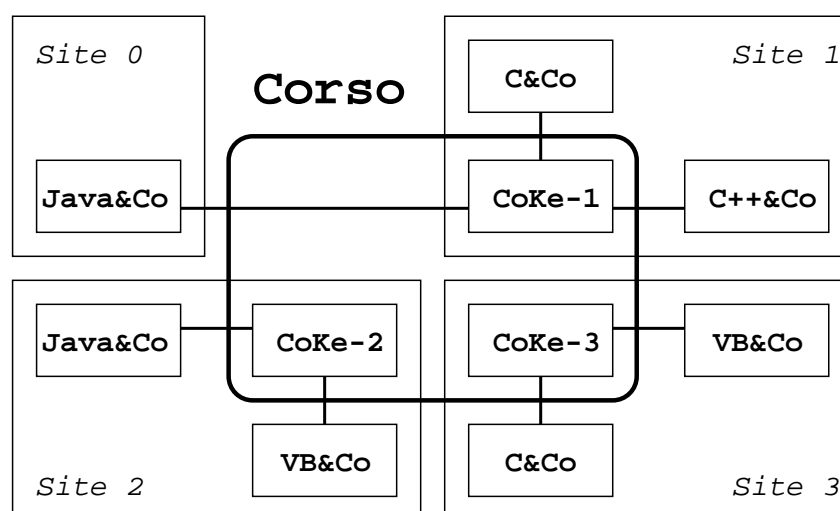 Site 0
Site 1
Corso
C&Co
Java&Co
CoKe-1
C++&Co
Java&Co
CoKe-2
CoKe-3
VB&Co
VB&Co
C&Co
Site 2
Site 3